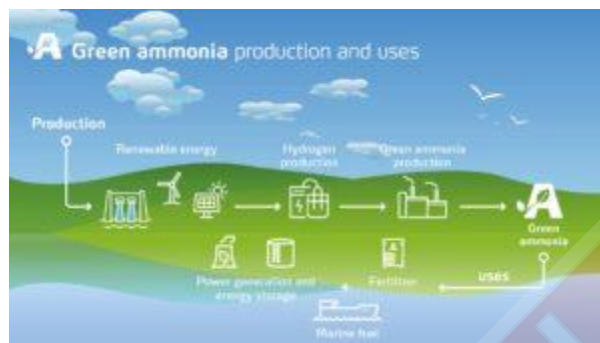 Green ammonia production and uses
Production
Renewable energy
Hydrogen
production
Green ammonia
production
Green
ammonia
Power generation and
energy storage
Fertiliser
uses
Marine fuel